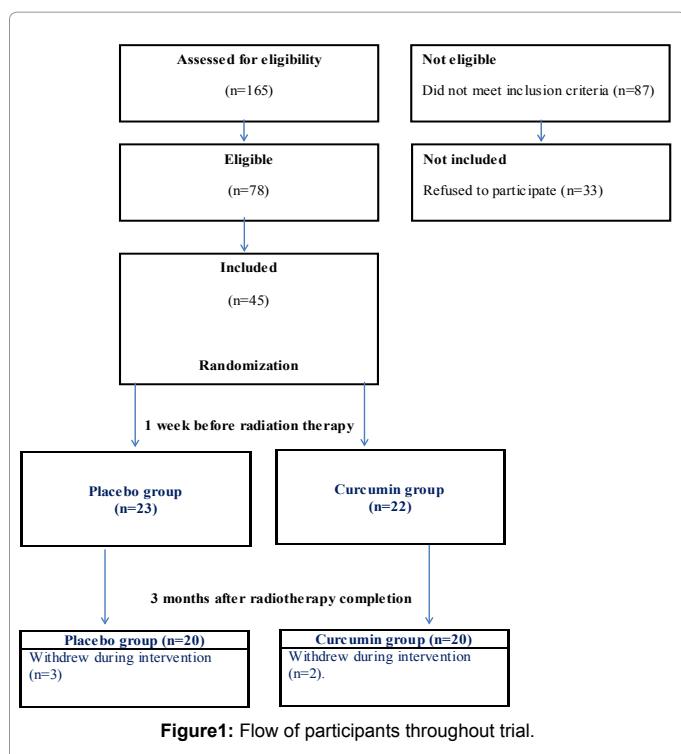 Assessed for eligibility
(n=165)
Not eligible
Did not meet inclusion criteria (n=87)
Eligible
(n=78)
Not included
Refused to participate (n=33)
Included
(n=45)
Randomization
1 week before radiation therapy
Placebo group
(n=23)
Curcumin group
(n=22)
3 months after radiotherapy completion
Placebo group (n=20)
Withdrew during intervention
(n=3)
Curcumin group (n=20)
Withdrew during intervention
(n=2).
Figure1: Flow of participants throughout trial.